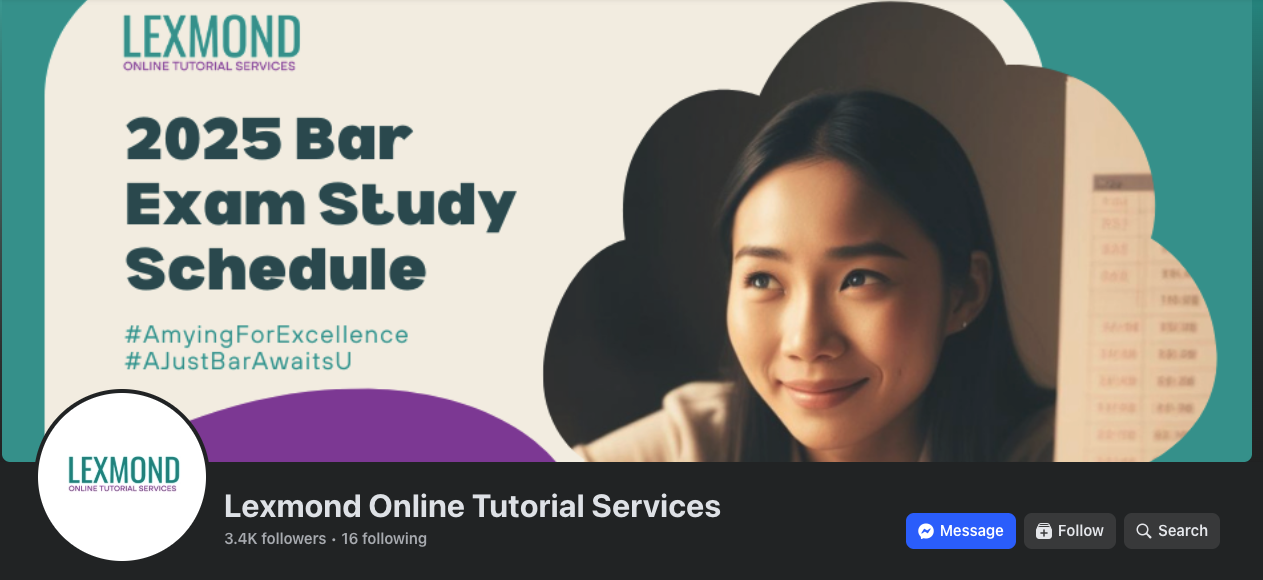 LEXMOND
ONLINE TUTORIAL SERVICES
2025 Bar
Exam Study
Schedule
#AmyingForExcellence
#AJustBarAwaitsU
LEXMOND
ONLINE TUTORIAL SERVICES
Lexmond Online Tutorial Services
3.4K followers • 16 following
Message
Follow
Search